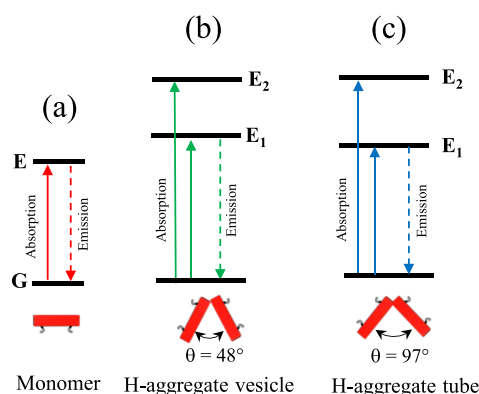 (a)
(b)
(c)
E₂
E₂
E₁
E₁
E
G
Absorption
Emission
Absorption
Emission
Absorption
Emission
θ = 48°
θ = 97°
Monomer
H-aggregate vesicle
H-aggregate tube